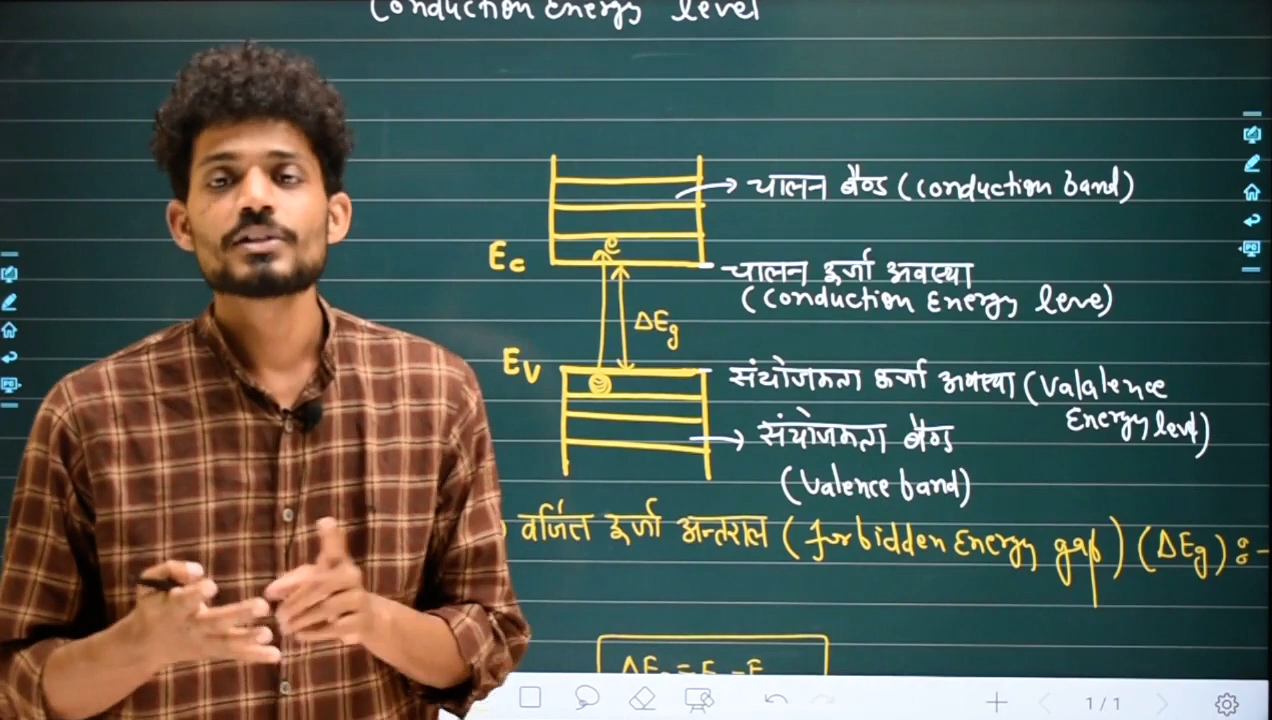 Conduction Energy level
→ चालन बैण्ड (Conduction band)
e
Ec
चालन ऊर्जा अवस्था
(Conduction Energy level)
ΔEg
Ev
संयोजकता ऊर्जा अवस्था (Valalence
Energy level)
→ संयोजकता बैण्ड
(Valence band)
वर्जित ऊर्जा अन्तराल (forbidden Energy gap) (ΔEg) :-
1/1